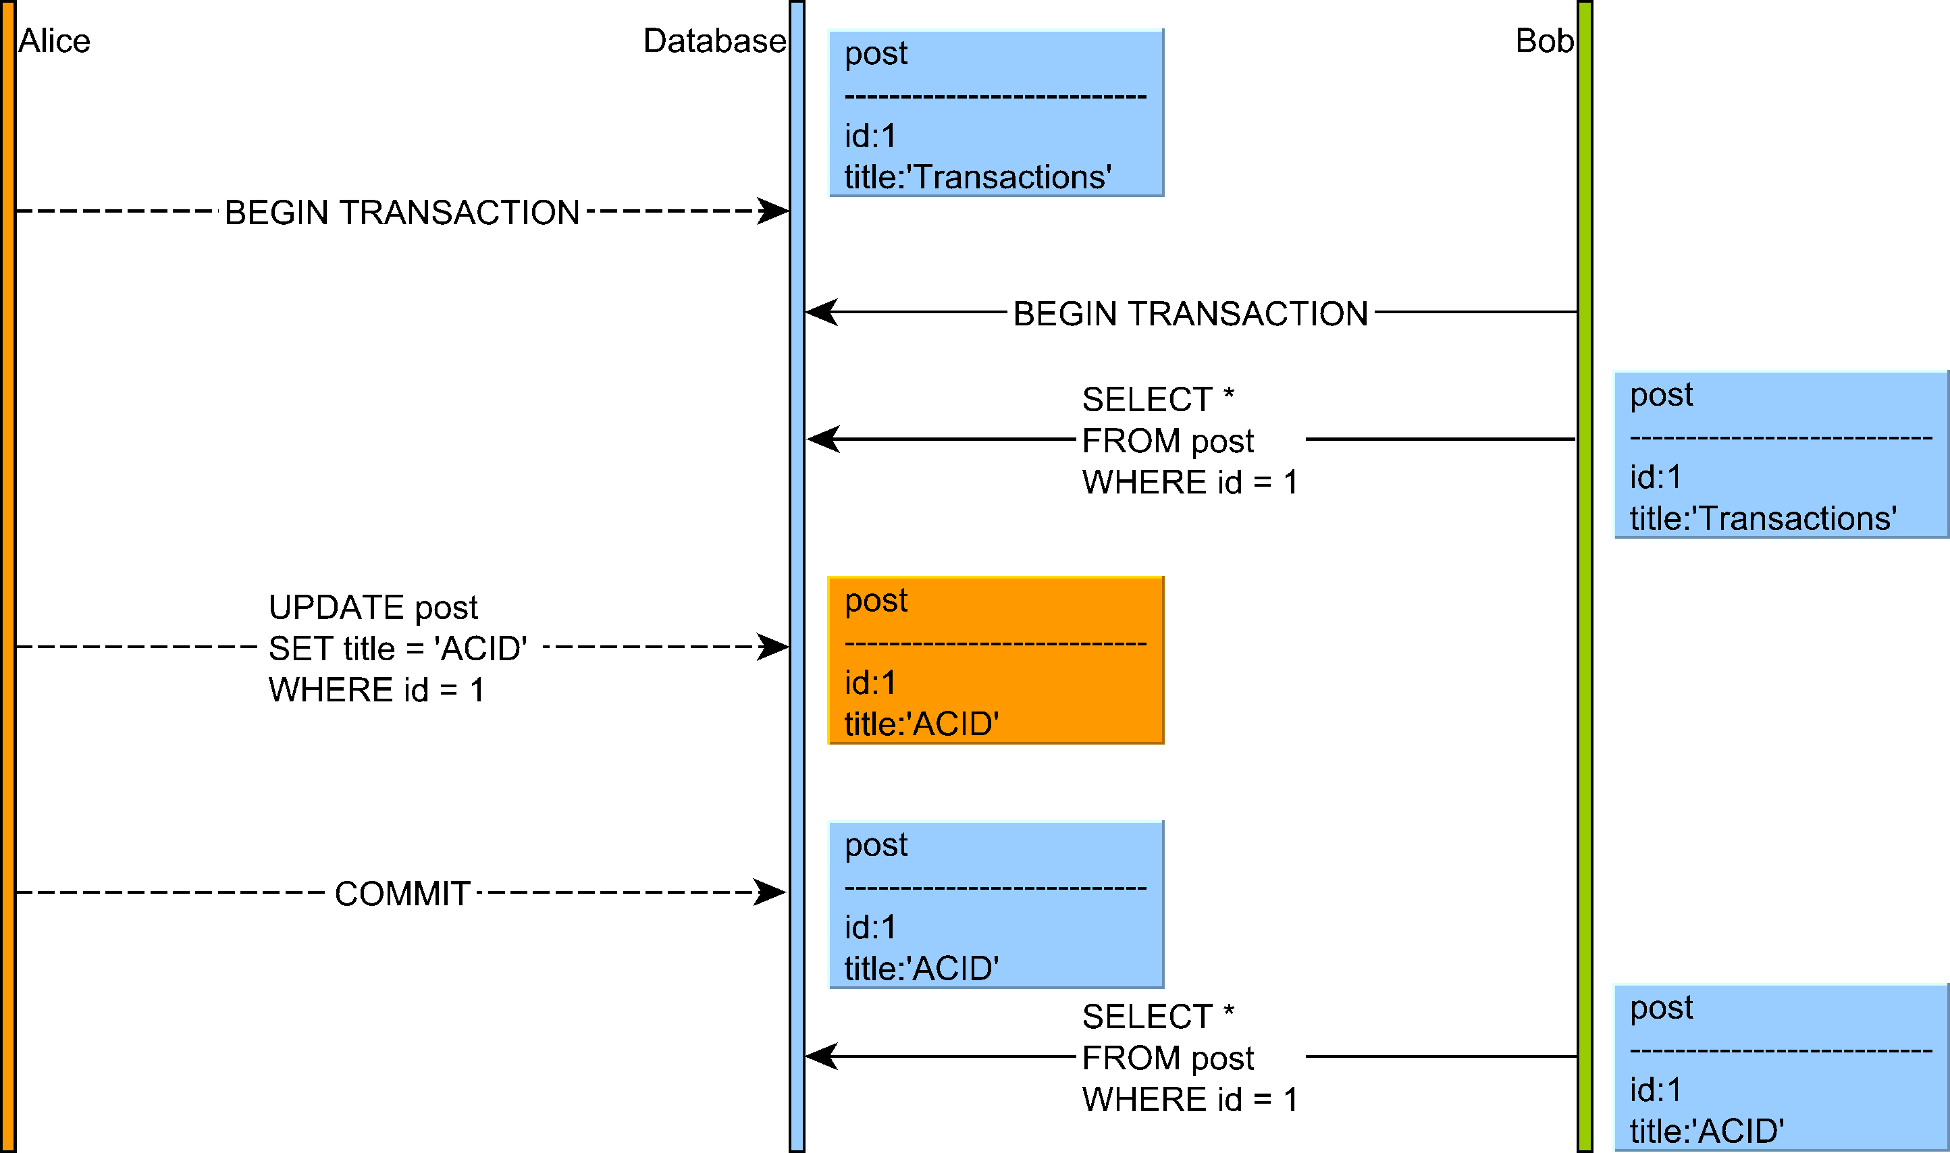 Alice
Database
Bob
post
---------------------------
id:1
title:'Transactions'
BEGIN TRANSACTION
BEGIN TRANSACTION
SELECT *
FROM post
WHERE id = 1
post
---------------------------
id:1
title:'Transactions'
UPDATE post
SET title = 'ACID'
WHERE id = 1
post
---------------------------
id:1
title:'ACID'
COMMIT
post
---------------------------
id:1
title:'ACID'
SELECT *
FROM post
WHERE id = 1
post
---------------------------
id:1
title:'ACID'